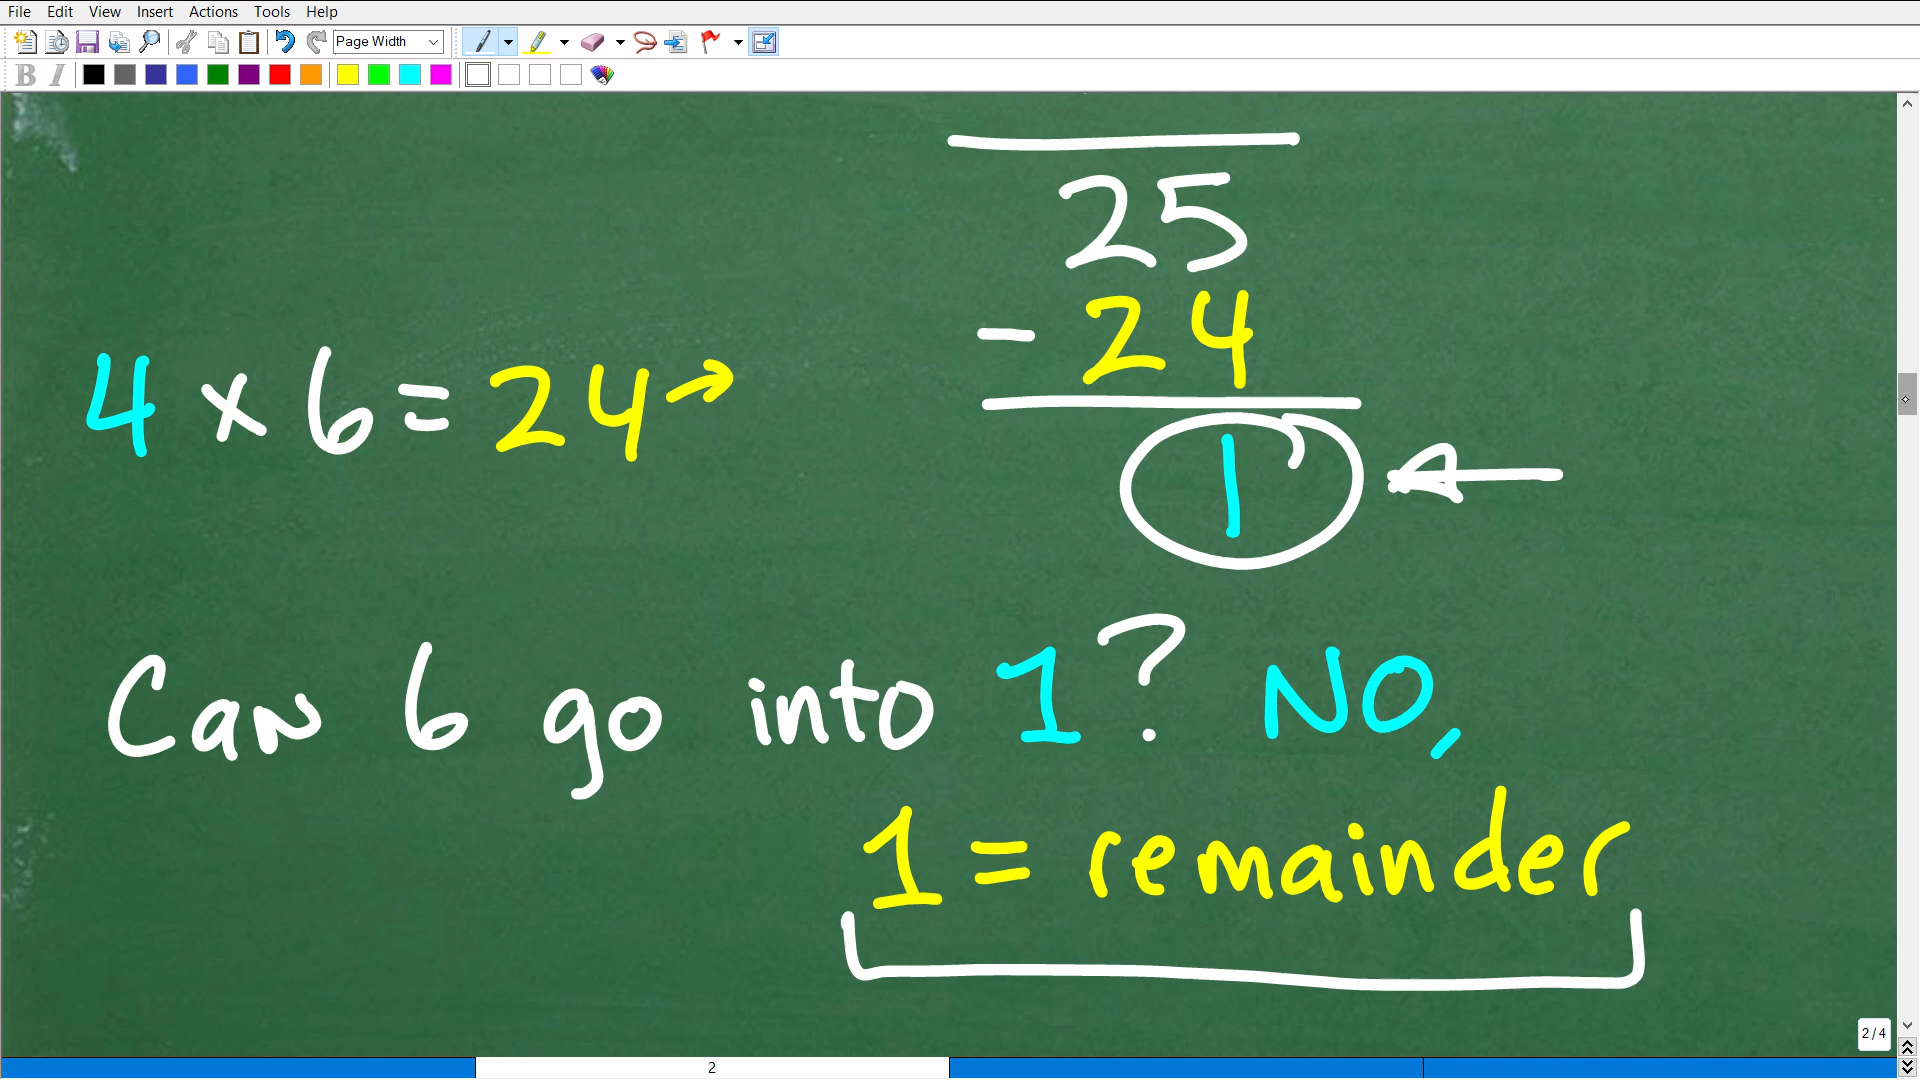 File Edit View Insert Actions Tools Help
Page Width
B I
25
- 24
4 x 6 = 24 →
1 ←
Can 6 go into 1? NO,
1 = remainder
2 / 4
2